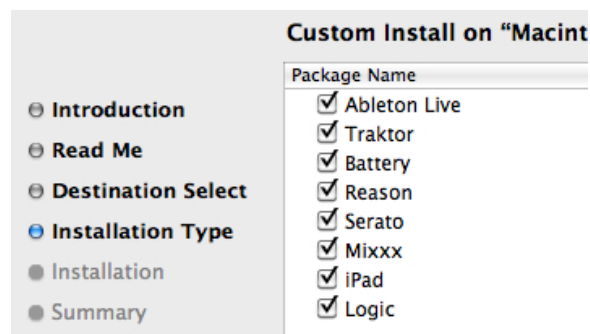 Custom Install on “Macint
Package Name
Introduction
Read Me
Destination Select
Installation Type
Installation
Summary
Ableton Live
Traktor
Battery
Reason
Serato
Mixxx
iPad
Logic